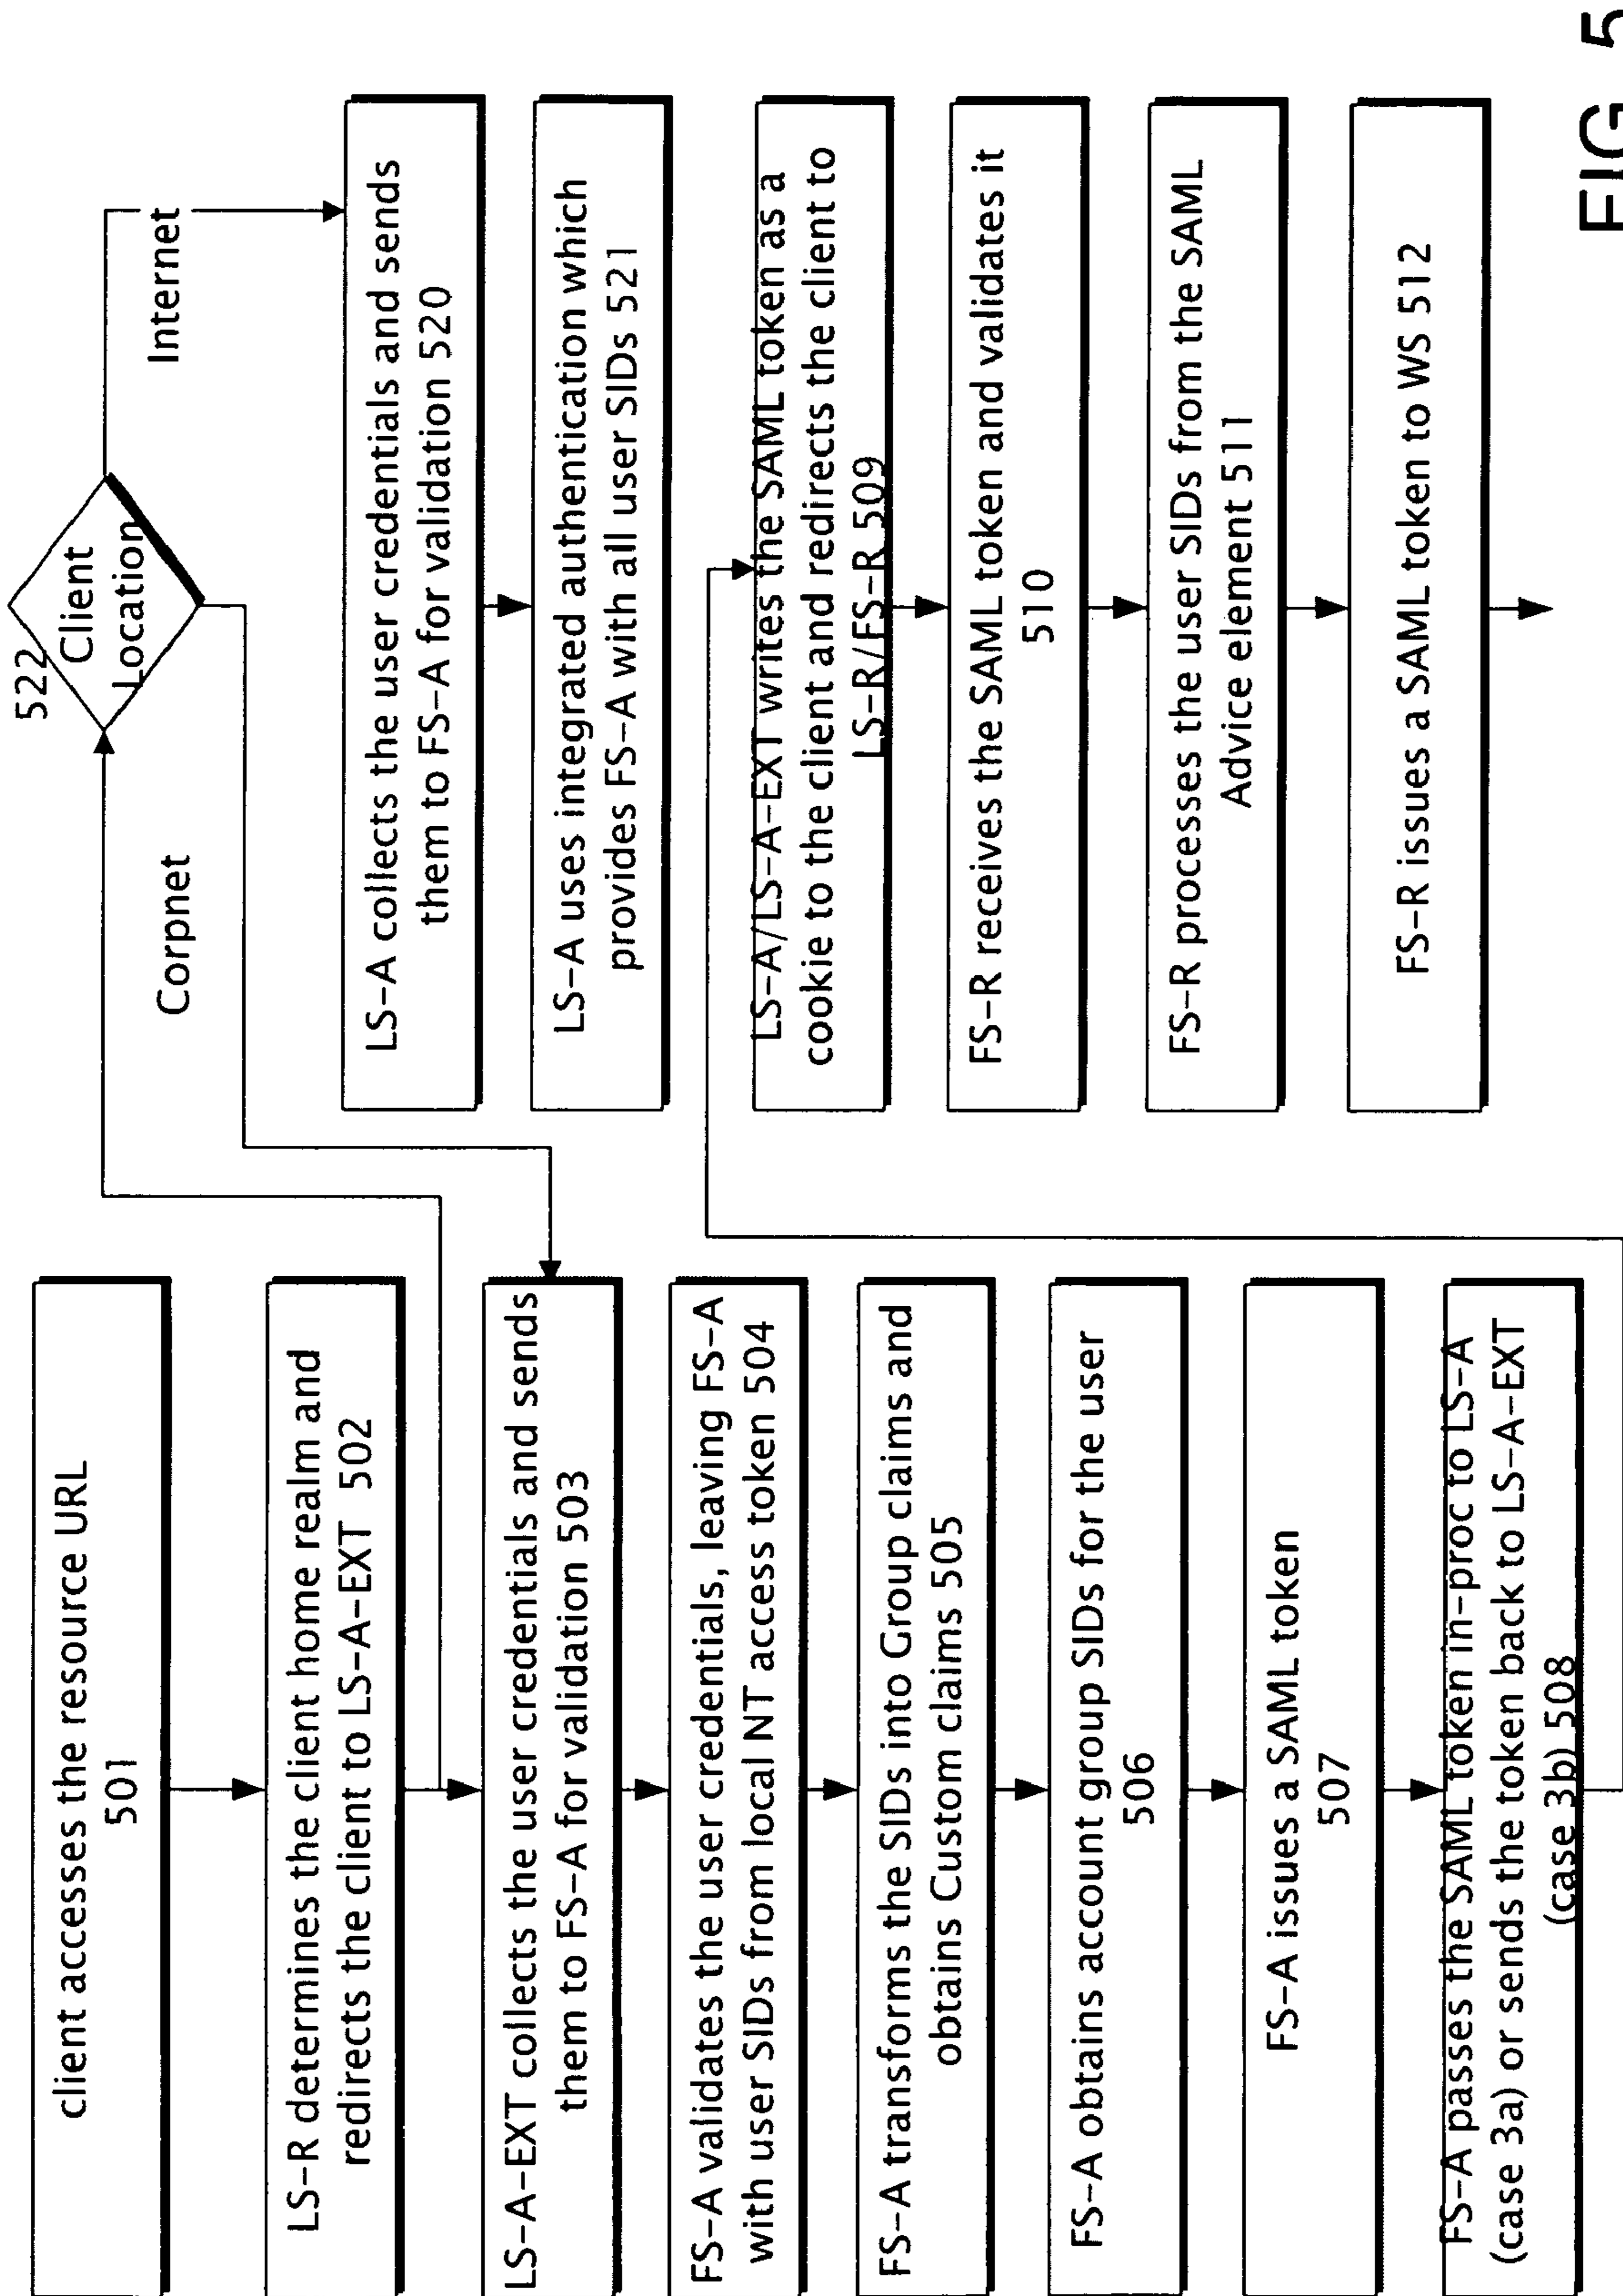 client accesses the resource URL
501
LS-R determines the client home realm and
redirects the client to LS-A-EXT 502
LS-A-EXT collects the user credentials and sends
them to FS-A for validation 503
FS-A validates the user credentials, leaving FS-A
with user SIDs from local NT access token 504
FS-A transforms the SIDs into Group claims and
obtains Custom claims 505
FS-A obtains account group SIDs for the user
506
FS-A issues a SAML token
507
FS-A passes the SAML token in-proc to LS-A
(case 3a) or sends the token back to LS-A-EXT
(case 3b) 508
Corpnet
522
Client
Location
Internet
LS-A collects the user credentials and sends
them to FS-A for validation 520
LS-A uses integrated authentication which
provides FS-A with all user SIDs 521
LS-A/LS-A-EXT writes the SAML token as a
cookie to the client and redirects the client to
LS-R/FS-R 509
FS-R receives the SAML token and validates it
510
FS-R processes the user SIDs from the SAML
Advice element 511
FS-R issues a SAML token to WS 512
FIG 5